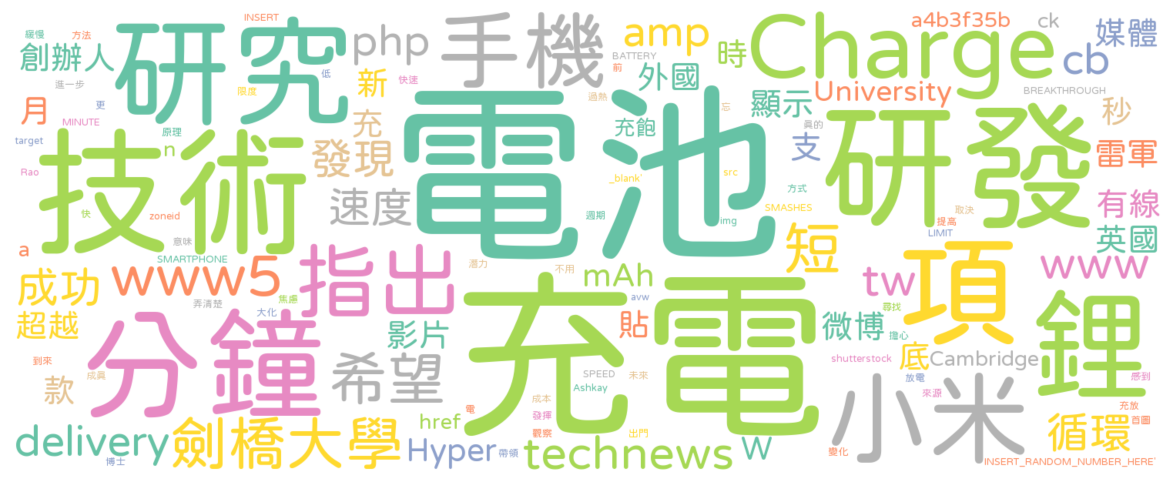 瘋慢
方法
INSERT
創辦人
研究
php
手機
amp
BATTERY
前
外國
時
Charge
a4b3f35b
ck
媒體
cb
進一步
低
快速
月
更
限度
新
過熱
忘
顯示
University
BREAKTHROUGH
秒
MINUTE
原理
充
充飽
真的
target
n
技術
發現
電池
支
研發
雷軍
Rao
_blank`
src
方式
快
zoneid
速度
週期
img
SMASHES
提高
取決
有線
a
意味
SMARTPHONE
潛力
不用
LIMIT
英國
www5
指出
mAh
短
項
www
成功
弄清楚
焦慮
大化
avw
tw
尋找
鋰
超越
影片
貼
微博
擔心
到來
分鐘
希望
充電
底
Cambridge
shutterstock
款
成真
SPEED
未來
Ashkay
放電
來源
感到
小米
href
成本
發揮
電
充放
百圖
delivery
劍橋大學
Hyper
帶領
觀察
出門
technews
W
變化
循環
博士
INSERT_RANDOM_NUMBER_HERE`